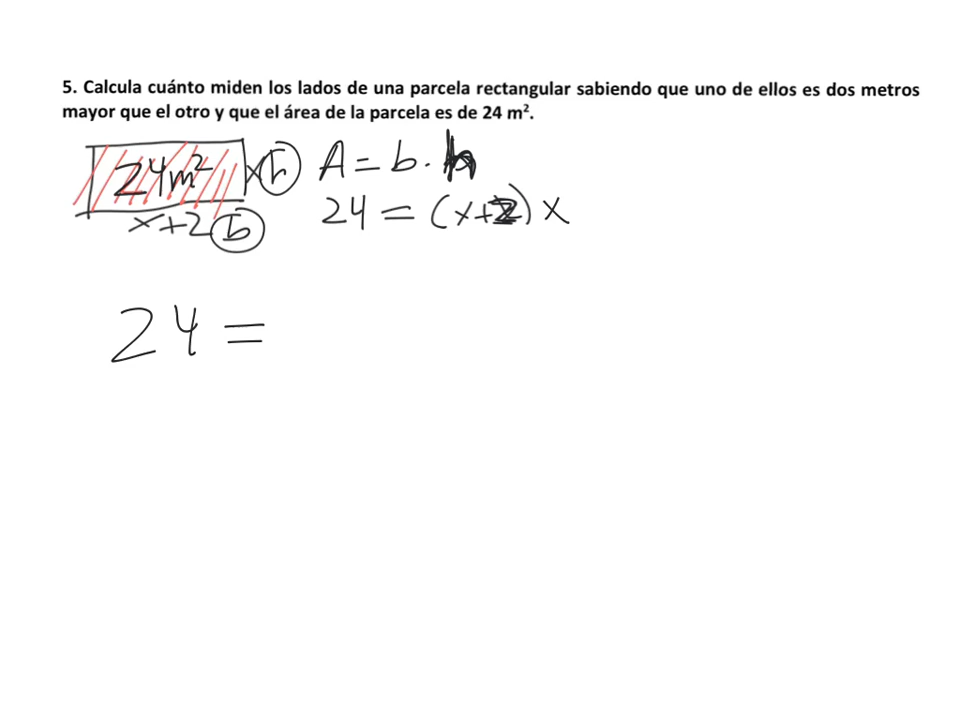 5. Calcula cuánto miden los lados de una parcela rectangular sabiendo que uno de ellos es dos metros
mayor que el otro y que el área de la parcela es de 24 m².
24m² x h A = b . h
x+2 b 24 = (x+2) x
24 =